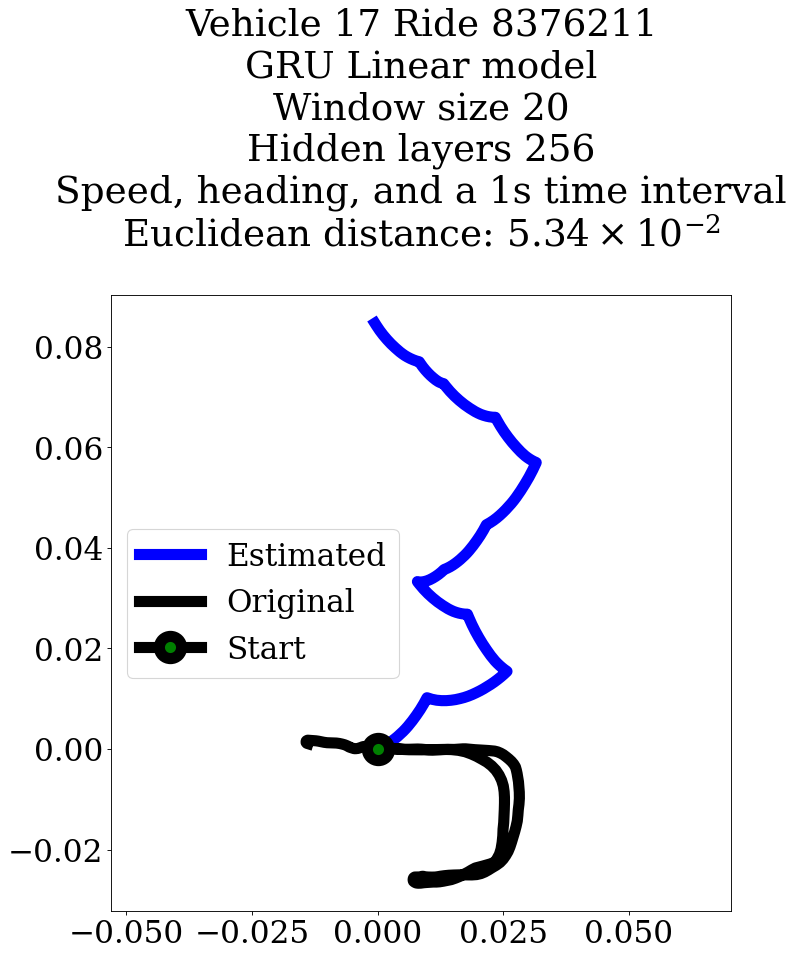 Vehicle 17 Ride 8376211
GRU Linear model
Window size 20
Hidden layers 256
Speed, heading, and a 1s time interval
Euclidean distance: 5.34 × 10⁻²
0.08
0.06
0.04
Estimated
Original
0.02
Start
0.00
−0.02
−0.050 −0.025 0.000 0.025 0.050